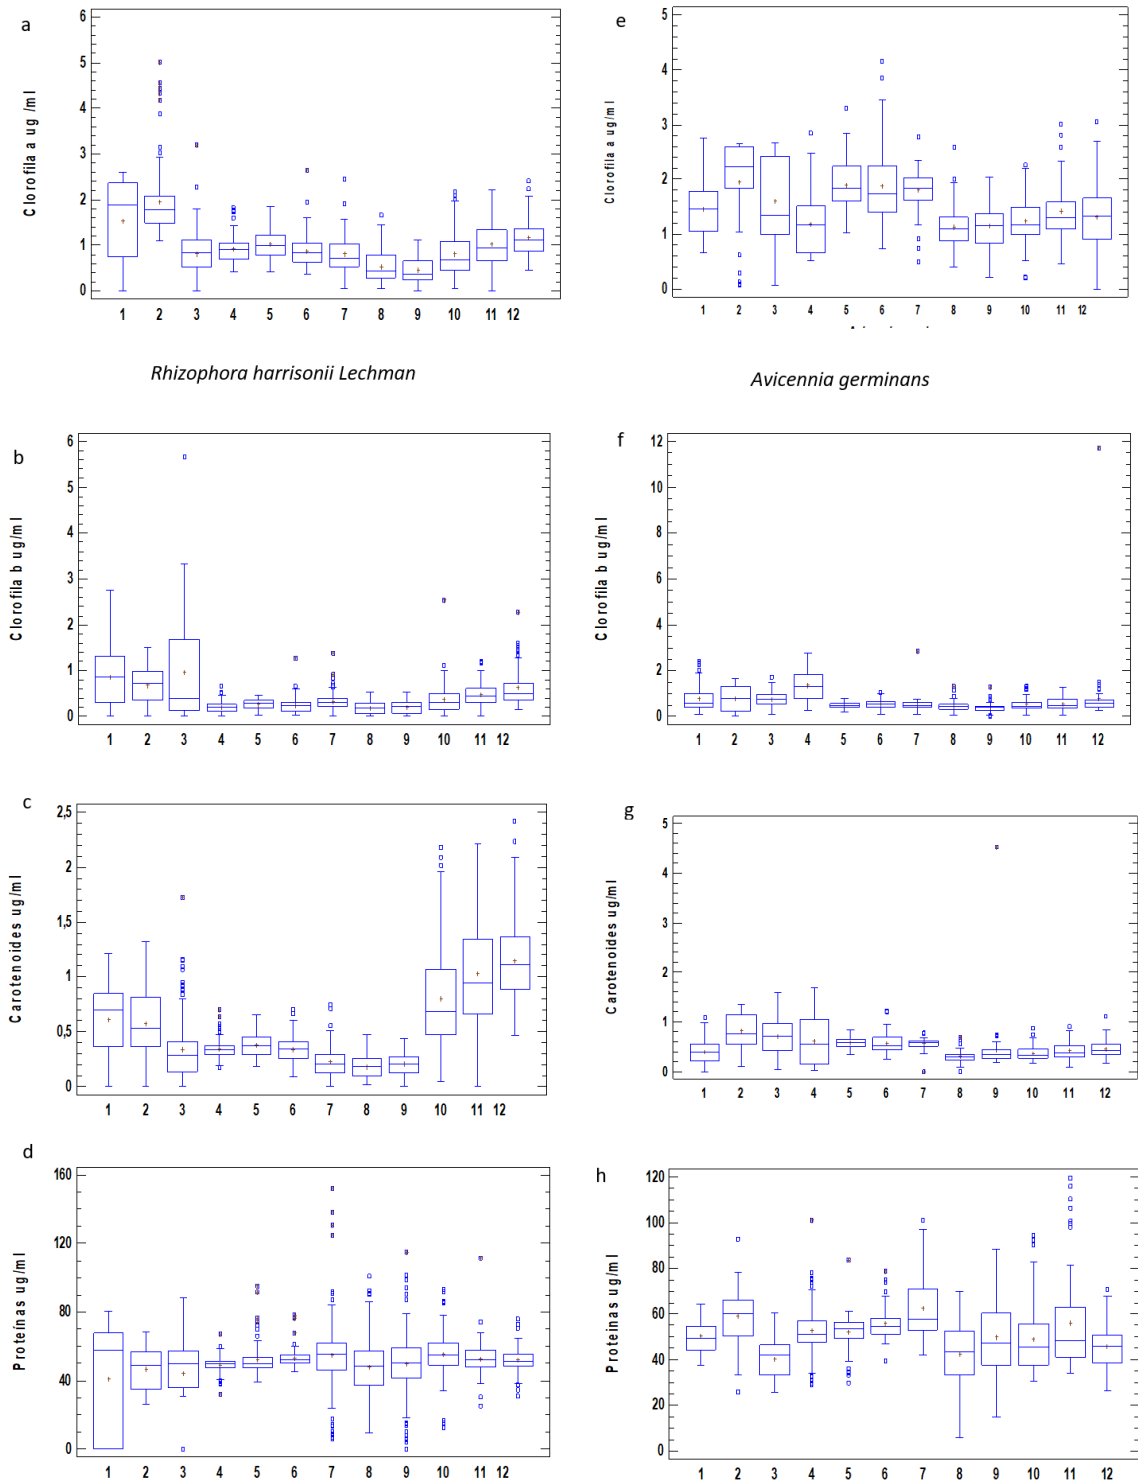 a
Clorofila a ug /ml
6
5
4
3
2
1
0
1 2 3 4 5 6 7 8 9 10 11 12
e
Clorofila a ug/ml
5
4
3
2
1
0
1 2 3 4 5 6 7 8 9 10 11 12
Rhizophora harrisonii Lechman
Avicennia germinans
b
Clorofila b ug/ml
6
5
4
3
2
1
0
1 2 3 4 5 6 7 8 9 10 11 12
f
Clorofila b ug/ml
12
10
8
6
4
2
0
1 2 3 4 5 6 7 8 9 10 11 12
c
Carotenoides ug/ml
2,5
2
1,5
1
0,5
0
1 2 3 4 5 6 7 8 9 10 11 12
g
Carotenoides ug/ml
5
4
3
2
1
0
1 2 3 4 5 6 7 8 9 10 11 12
d
Proteinas ug/ml
160
120
80
40
0
1 2 3 4 5 6 7 8 9 10 11 12
h
Proteinas ug/ml
120
100
80
60
40
20
0
1 2 3 4 5 6 7 8 9 10 11 12